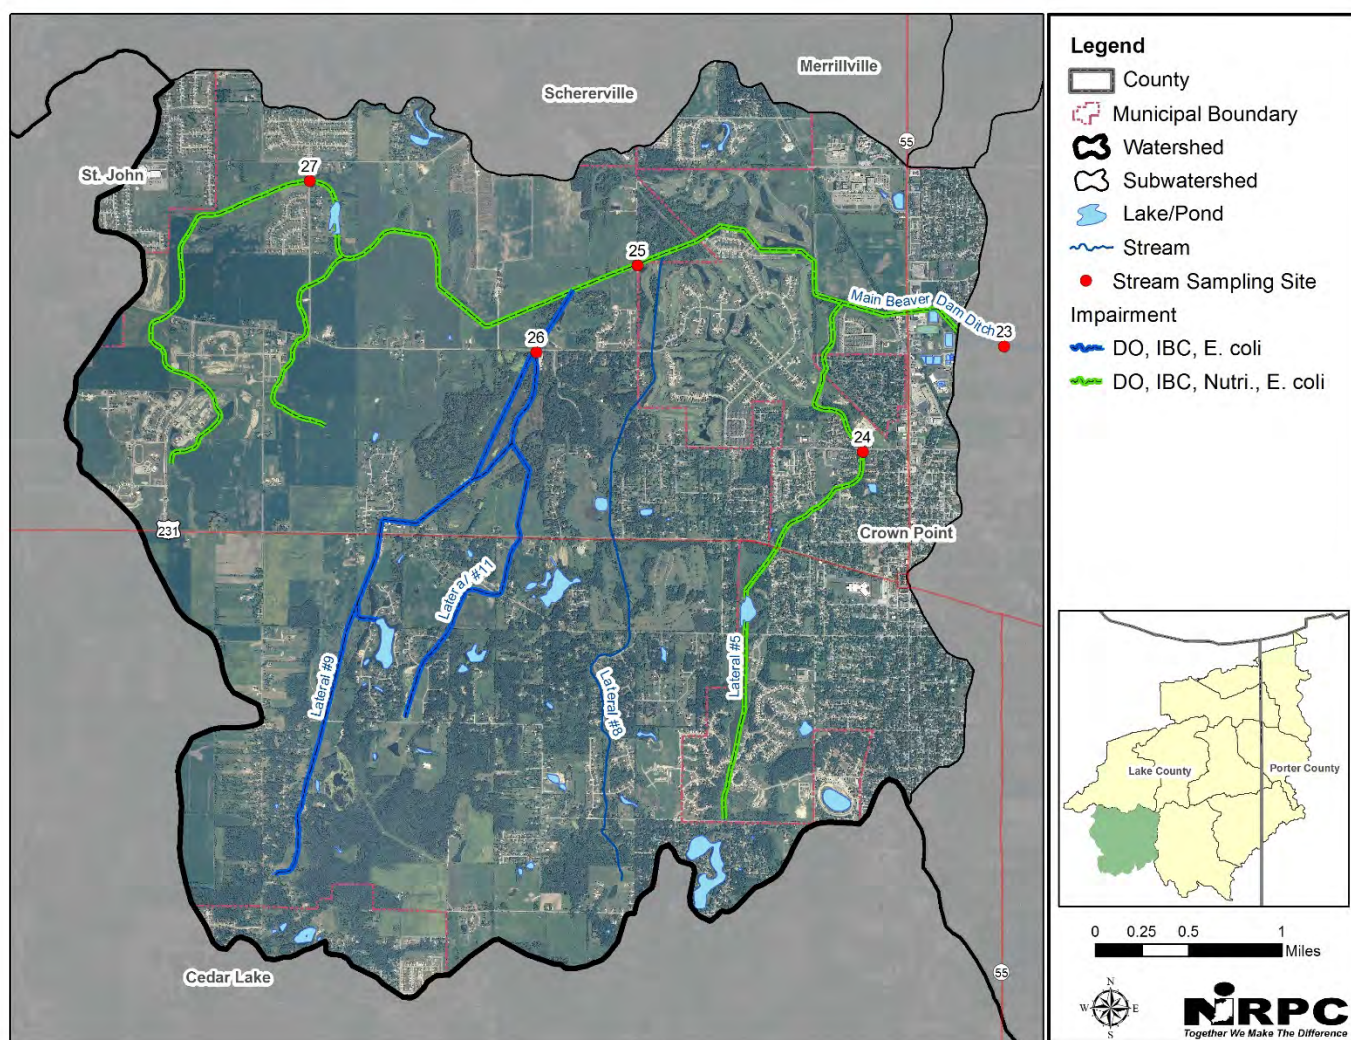 Merrillville
Schererville
55
St. John
27
25
Main Beaver Dam Ditch
23
26
24
231
Crown Point
Lateral #11
Lateral #9
Lateral #8
Lateral #5
Cedar Lake
55
Legend
County
Municipal Boundary
Watershed
Subwatershed
Lake/Pond
Stream
Stream Sampling Site
Impairment
DO, IBC, E. coli
DO, IBC, Nutri., E. coli
Lake County
Porter County
0 0.25 0.5 1
Miles
N
W E
S
NIRPC
Together We Make The Difference